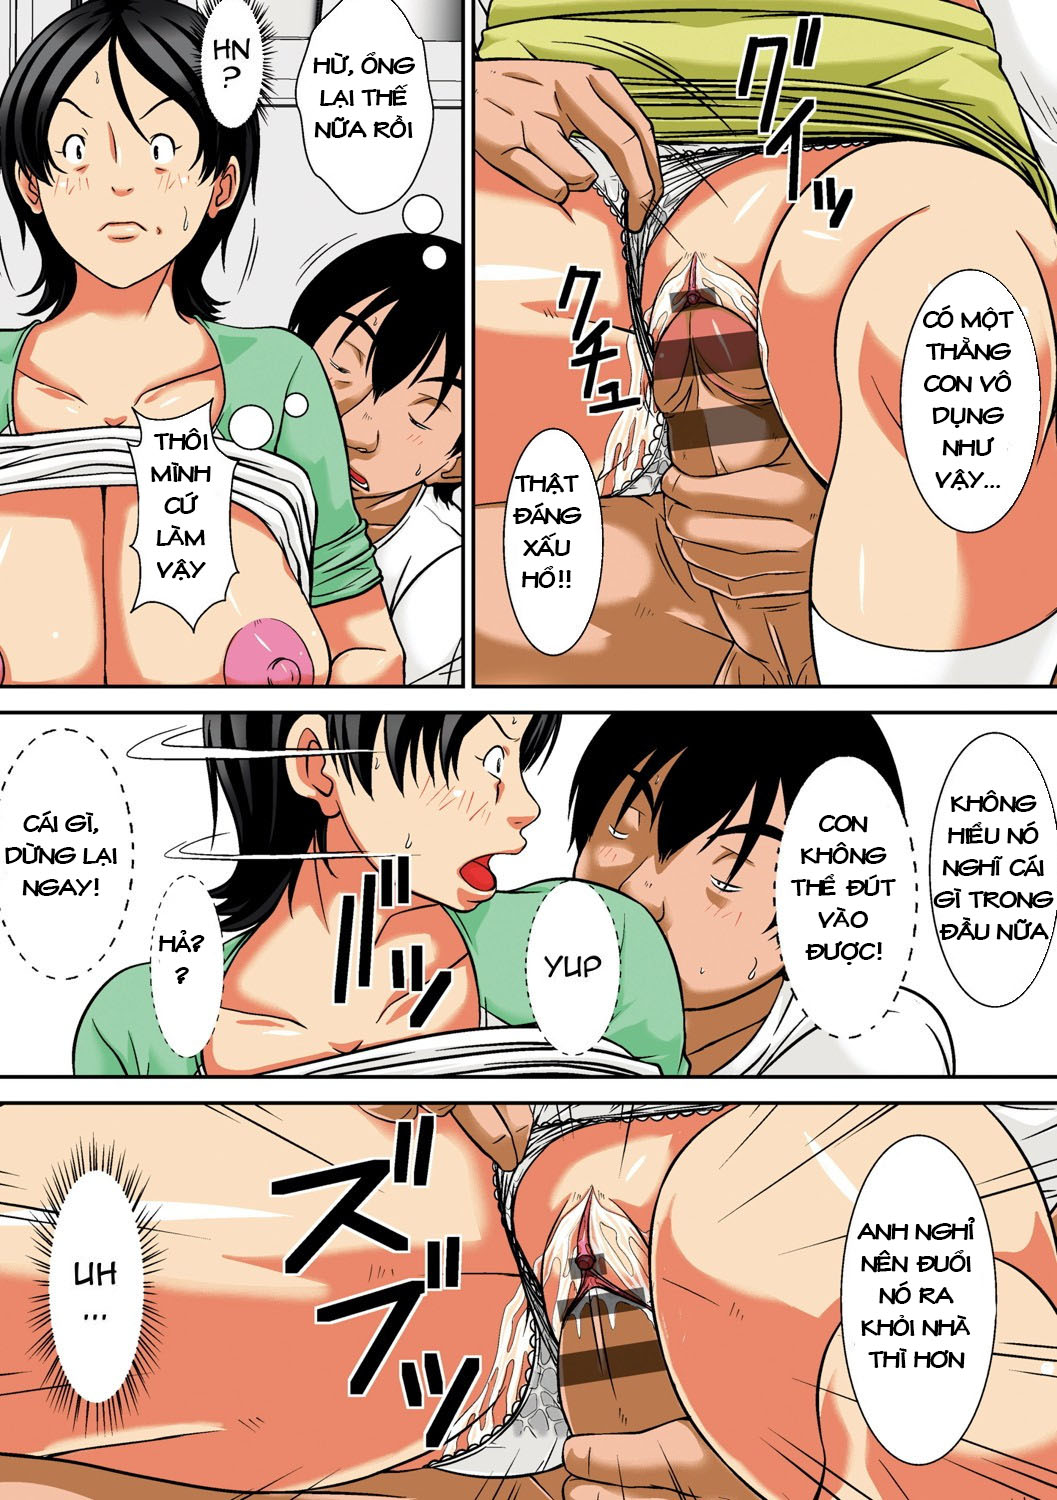 CÓ MỘT
THẰNG
CON VÔ
DỤNG
NHƯ
VẬY...
グイッ
クチュ
THẬT
ĐÁNG
XẤU
HỔ!!
HỪ, ỔNG
LẠI THẾ
NỮA RỒI
HN
?
THÔI
MÌNH
CỨ
LÀM
VẬY
KHÔNG
HIỂU NÓ
NGHĨ CÁI
GÌ TRONG
ĐẦU NỮA
CON
KHÔNG
THỂ ĐÚT
VÀO
ĐƯỢC!
YUP
バッ
HẢ?
?
CÁI GÌ,
DỪNG LẠI
NGAY!
ANH NGHỈ
NÊN ĐUỔI
NÓ RA
KHỎI NHÀ
THÌ HƠN
ズブブッ
UH
...